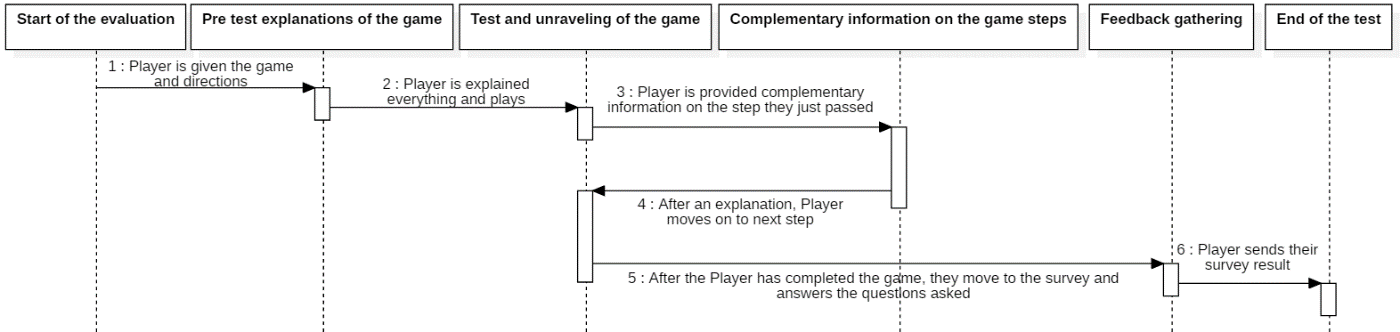 Start of the evaluation
Pre test explanations of the game
Test and unraveling of the game
Complementary information on the game steps
Feedback gathering
End of the test
1 : Player is given the game
and directions
2 : Player is explained
everything and plays
3 : Player is provided complementary
information on the step they just passed
4 : After an explanation, Player
moves on to next step
5 : After the Player has completed the game, they move to the survey and
answers the questions asked
6 : Player sends their
survey result